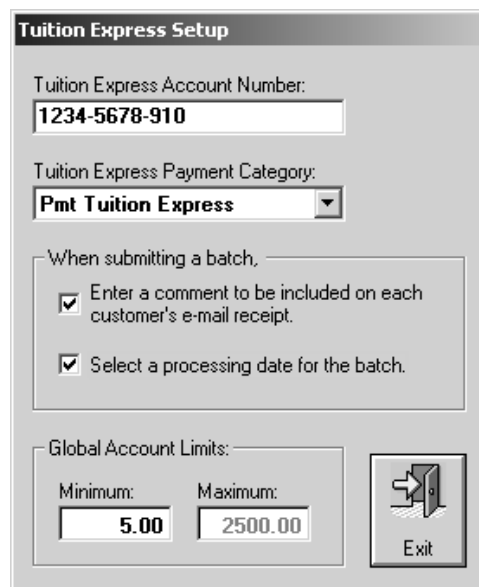 Tuition Express Setup
Tuition Express Account Number:
1234-5678-910
Tuition Express Payment Category:
Pmt Tuition Express
When submitting a batch,
Enter a comment to be included on each
customer's e-mail receipt.
Select a processing date for the batch.
Global Account Limits:
Minimum: Maximum:
5.00 2500.00
Exit